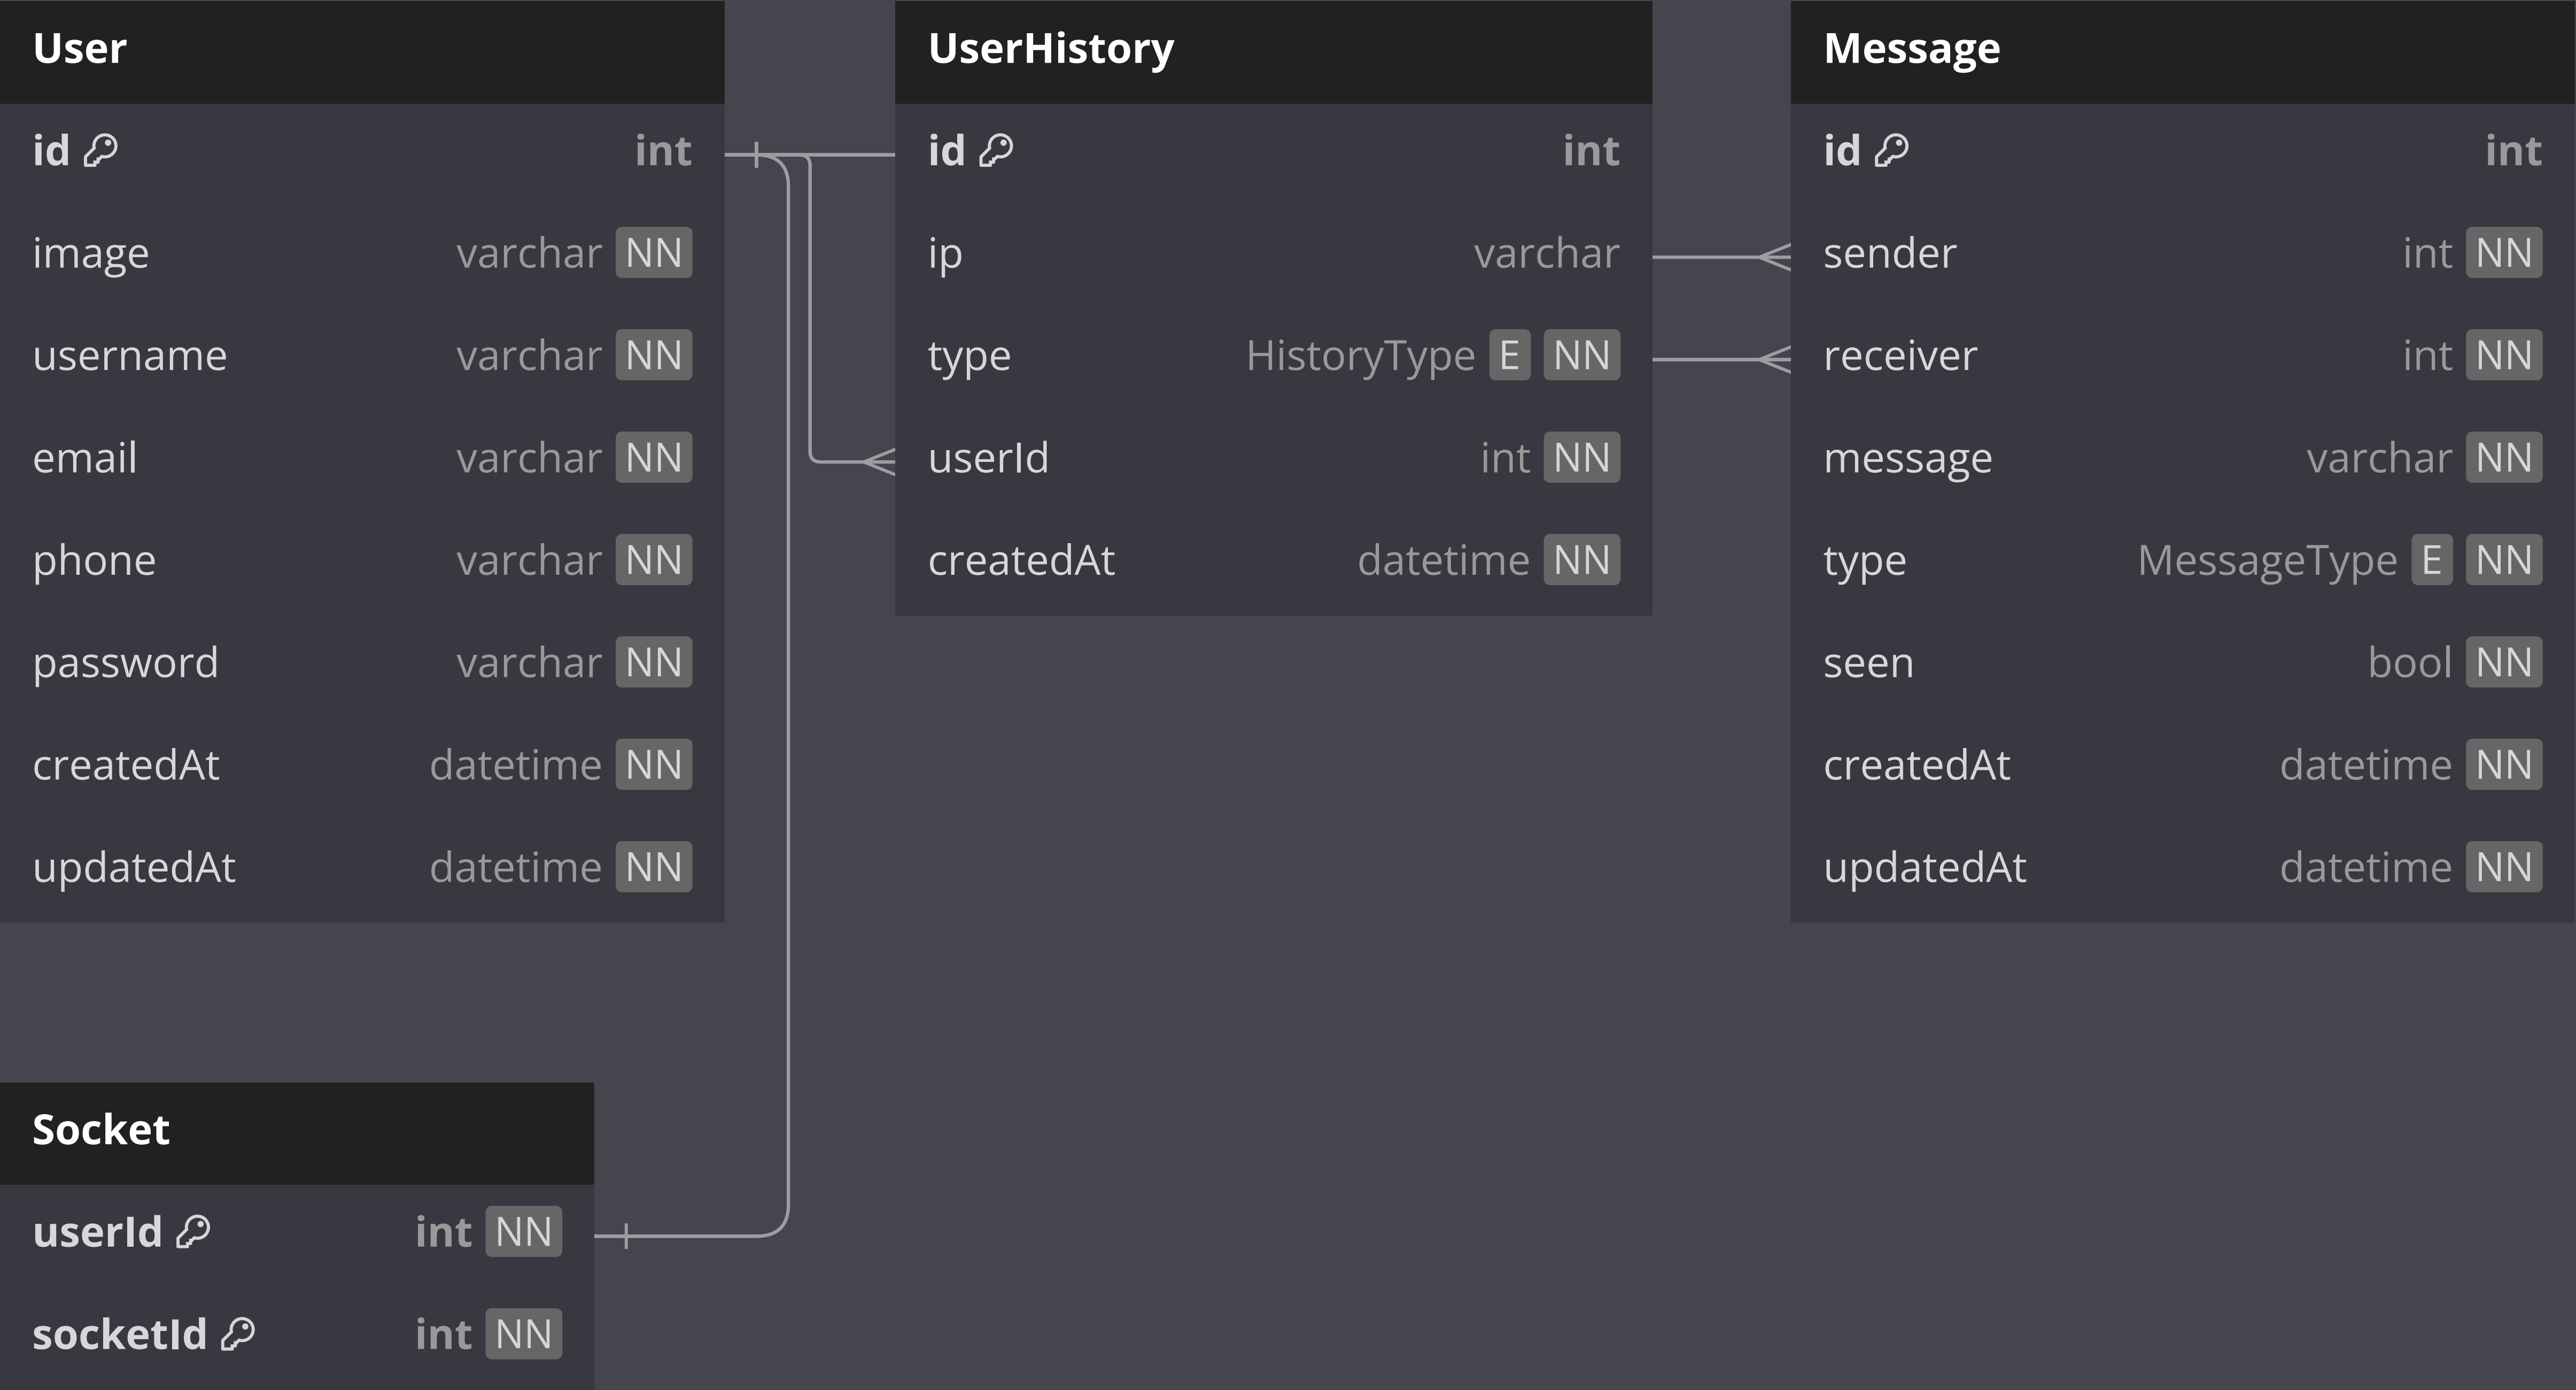 User
id int
image varchar NN
username varchar NN
email varchar NN
phone varchar NN
password varchar NN
createdAt datetime NN
updatedAt datetime NN
UserHistory
id int
ip varchar
type HistoryType E NN
userId int NN
createdAt datetime NN
Message
id int
sender int NN
receiver int NN
message varchar NN
type MessageType E NN
seen bool NN
createdAt datetime NN
updatedAt datetime NN
Socket
userId int NN
socketId int NN